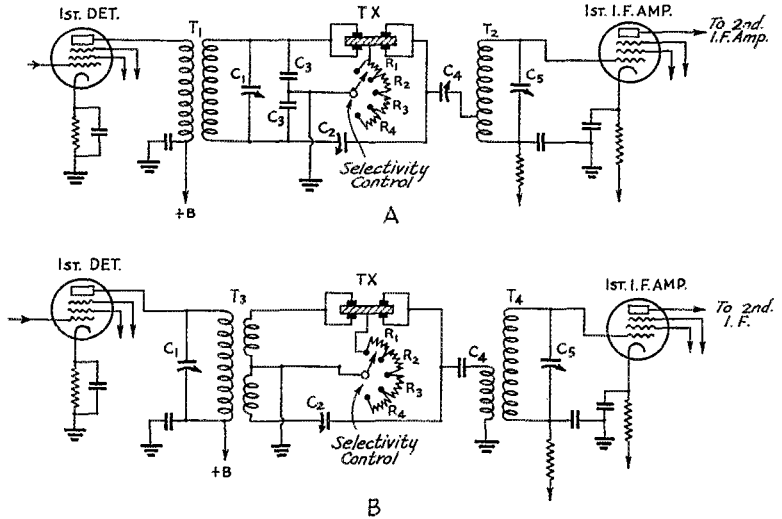 1ST. DET.
T1
TX
T2
1ST. I.F. AMP.
To 2nd.
I.F. Amp.
C1
C3
C3
R1
R2
R3
R4
C2
C4
C5
Selectivity
Control
+B
A
1ST. DET.
T3
TX
T4
1ST. I.F. AMP.
To 2nd.
I.F.
C1
R1
R2
R3
R4
C2
C4
C5
Selectivity
Control
+B
B